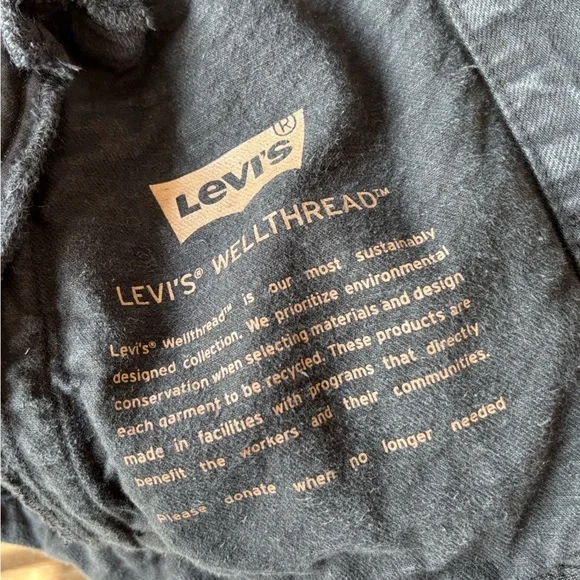 Levi's®
LEVI'S® WELLTHREAD™
Levi's® Wellthread™ is our most sustainably
designed collection. We prioritize environmental
conservation when selecting materials and design
each garment to be recycled. These products are
made in facilities with programs that directly
benefit the workers and their communities.
Please donate when no longer needed